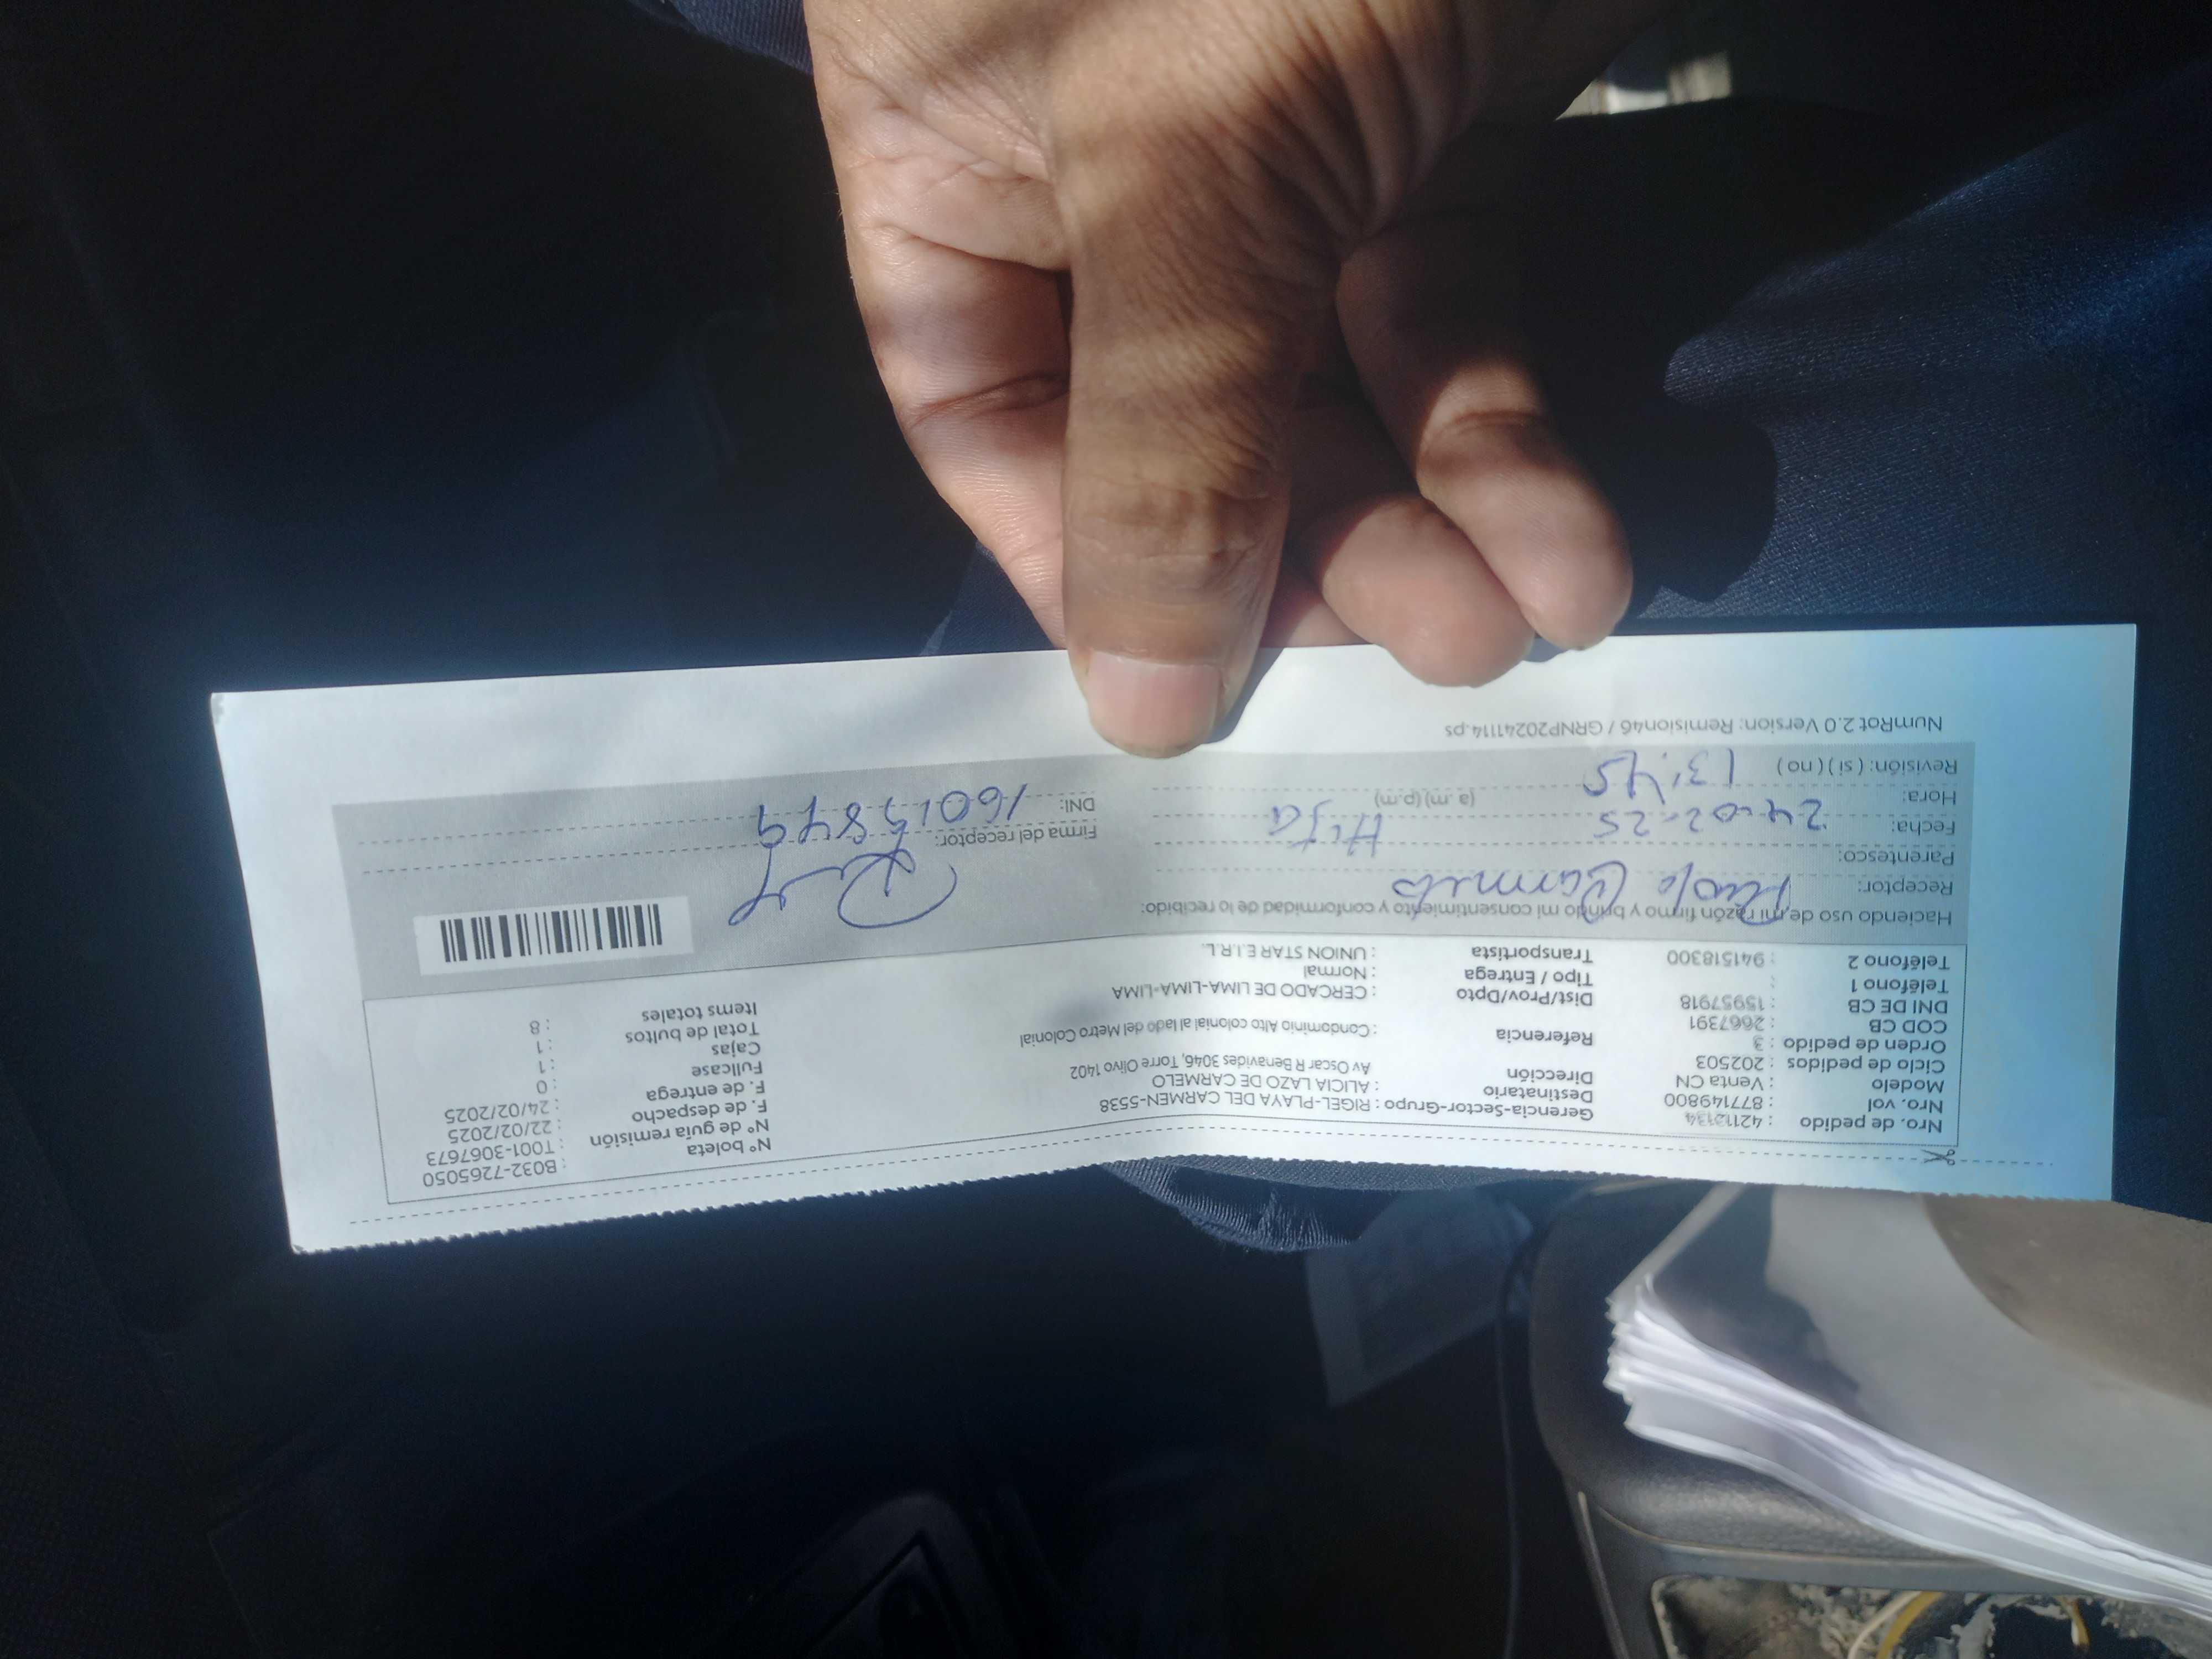 Nro. de pedido : 42112134
Nro. vol : 877149800
Modelo : Venta CN
Ciclo de pedidos : 202503
Orden de pedido : 3
COD CB : 2667391
DNI DE CB : 15957918
Teléfono 1 :
Teléfono 2 : 941518300
Gerencia-Sector-Grupo : RIGEL-PLAYA DEL CARMEN-5538
Destinatario : ALICIA LAZO DE CARMELO
Dirección Av Oscar R Benavides 3046, Torre Olivo 1402
Referencia : Condominio Alto colonial al lado del Metro Colonial
Dist/Prov/Dpto : CERCADO DE LIMA-LIMA-LIMA
Tipo / Entrega : Normal
Transportista : UNION STAR E.I.R.L.
N° boleta : B032-7265050
N° de guía remisión : T001-3067673
F. de despacho : 22/02/2025
F. de entrega : 24/02/2025
Fullcase : 0
Cajas : 1
Total de bultos : 1
Items totales : 8
Haciendo uso de mi razón firmo y brindo mi consentimiento y conformidad de lo recibido:
Receptor: Carmelo
Parentesco: Hija
Fecha: 24-02-25
Hora: 13:45 (a.m) (p.m)
Revisión: ( si ) ( no )
Firma del receptor:
DNI: 16015849
NumRot 2.0 Version: Remision46 / GRNP20241114.ps